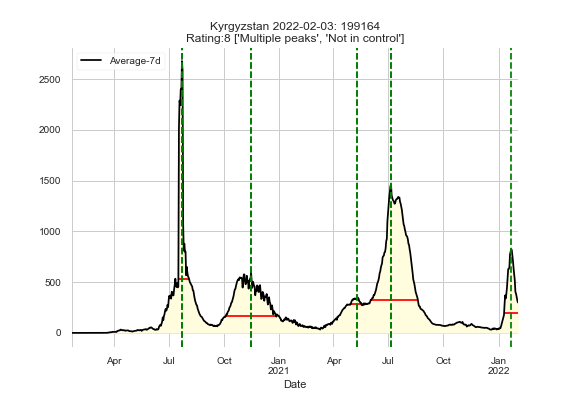 Kyrgyzstan 2022-02-03: 199164
Rating:8 ['Multiple peaks', 'Not in control']
Average-7d
2500
2000
1500
1000
500
0
Apr Jul Oct Jan Apr Jul Oct Jan
2021 2022
Date